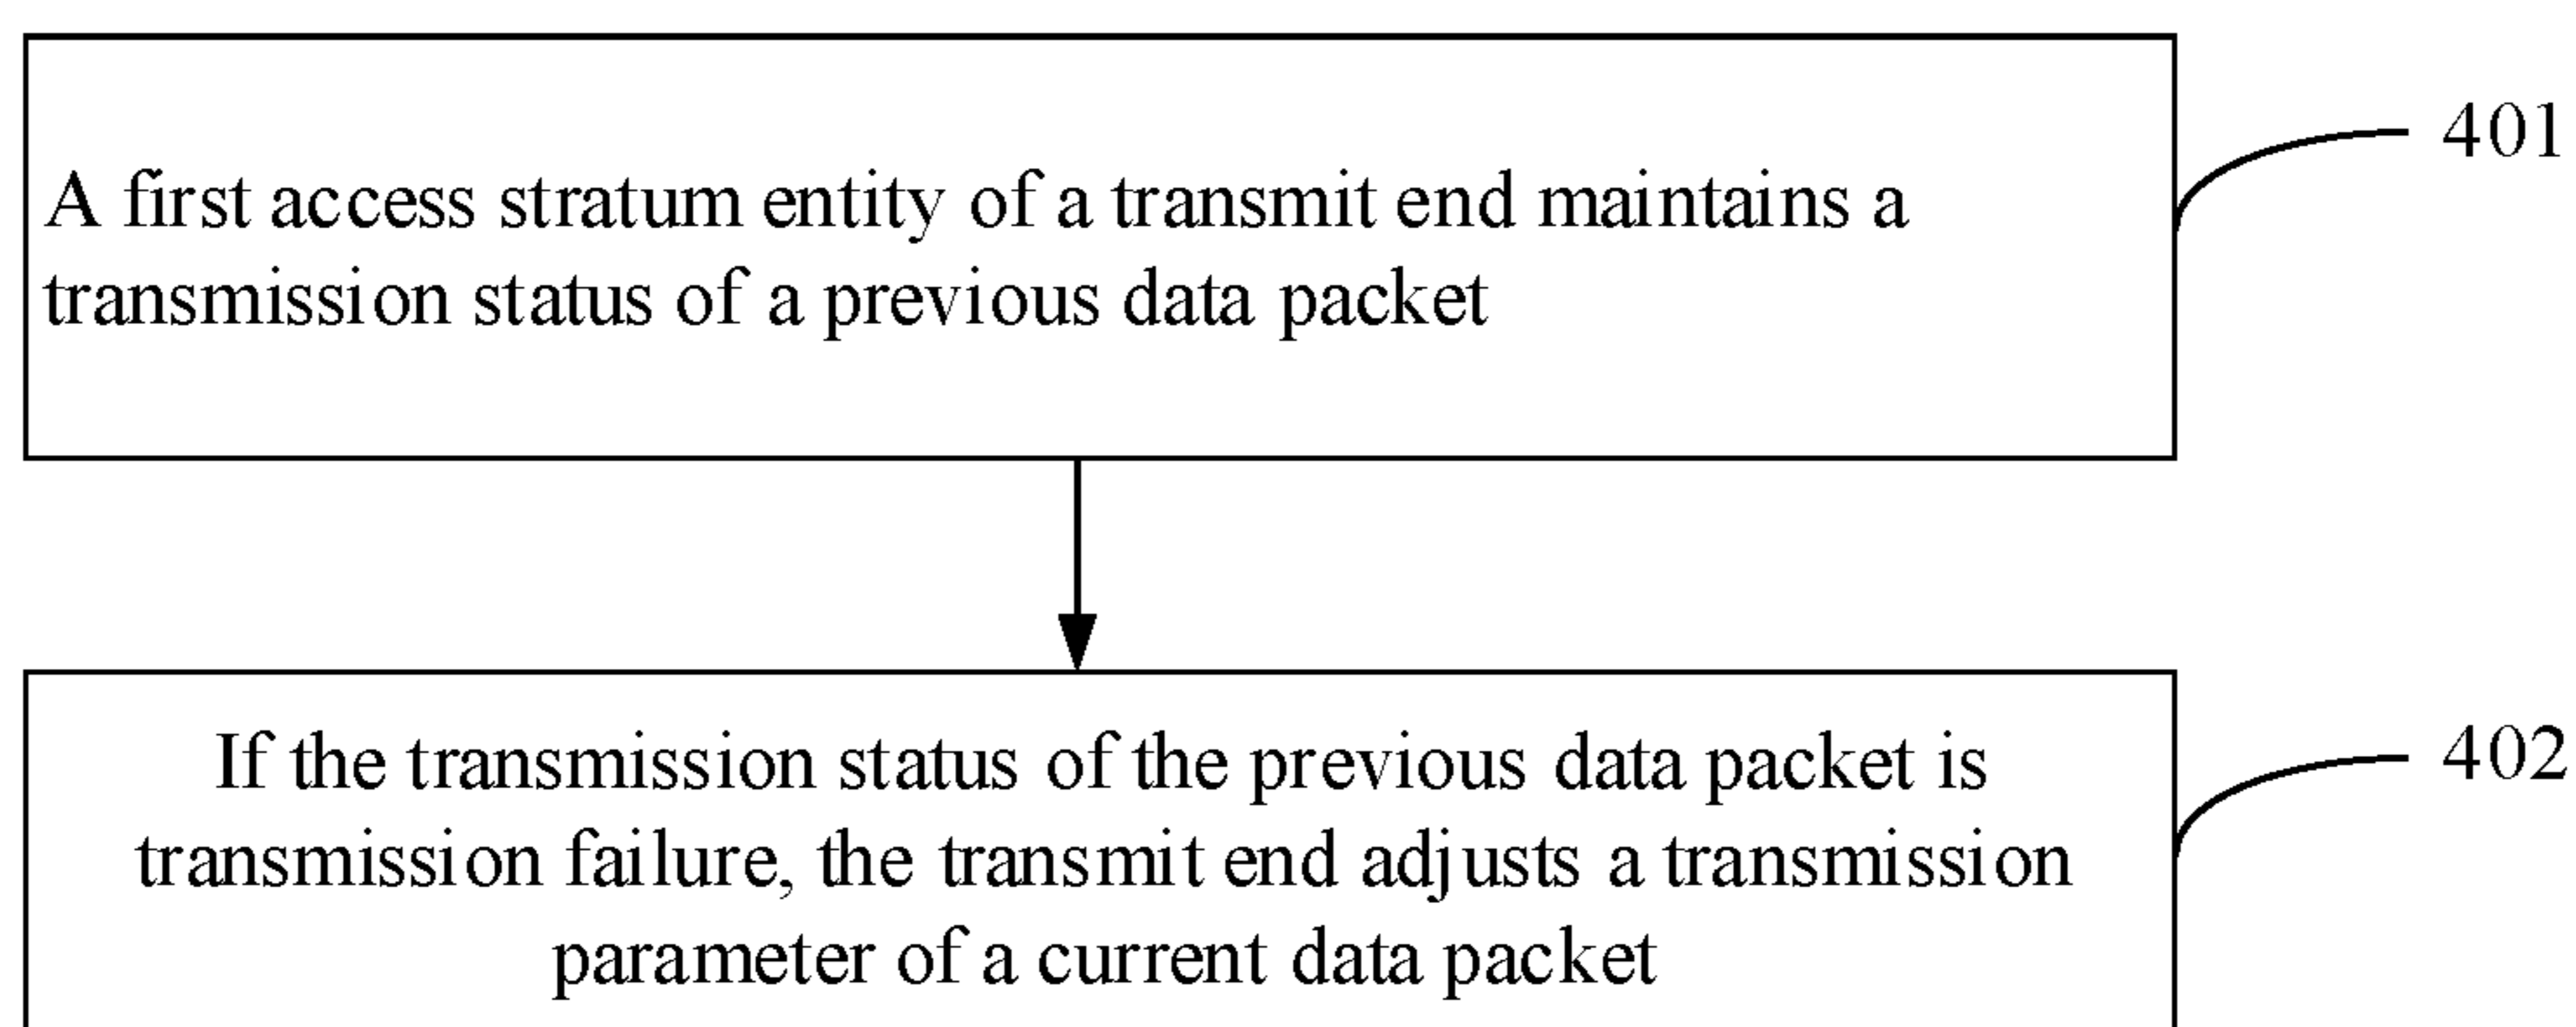 A first access stratum entity of a transmit end maintains a
transmission status of a previous data packet
401
If the transmission status of the previous data packet is
transmission failure, the transmit end adjusts a transmission
parameter of a current data packet
402